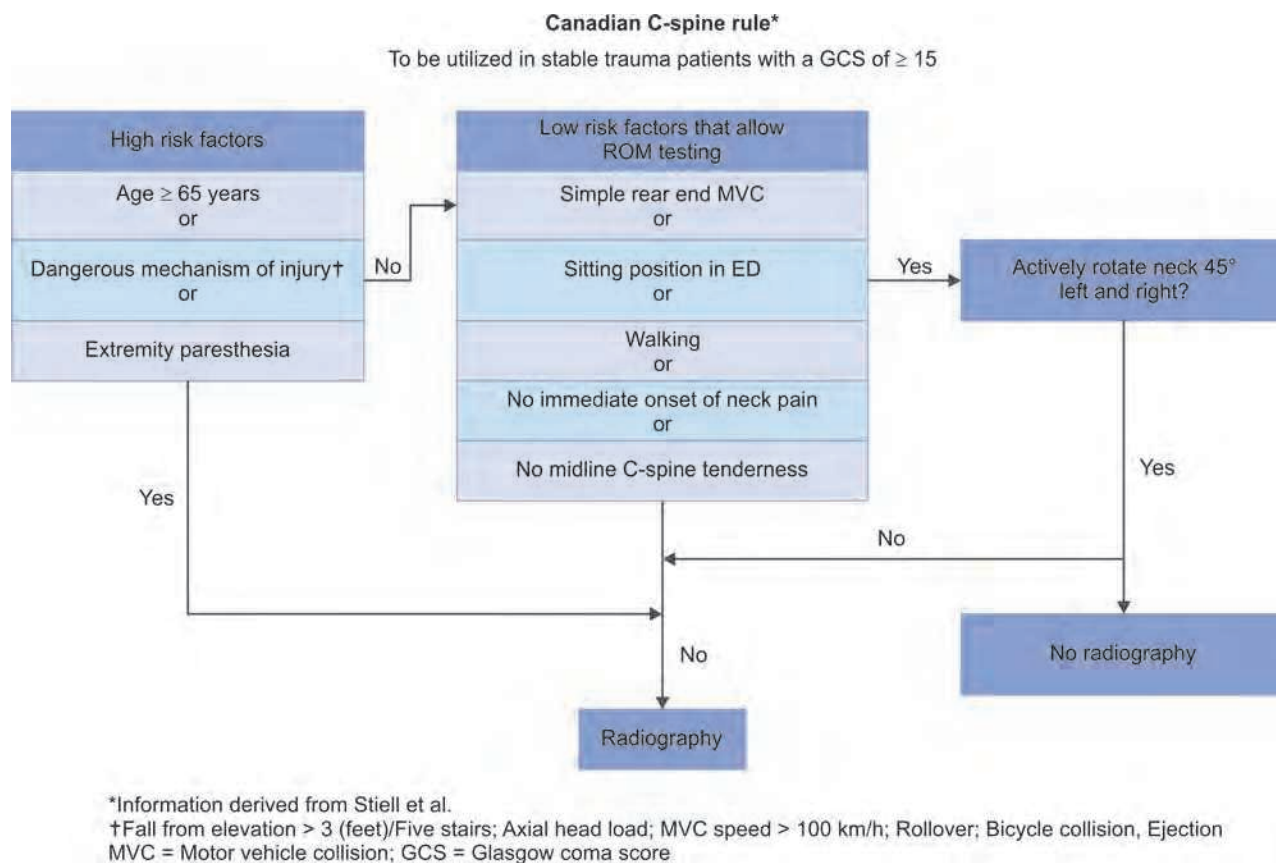 Canadian C-spine rule*
To be utilized in stable trauma patients with a GCS of ≥ 15
High risk factors
Age ≥ 65 years
or
Dangerous mechanism of injury†
or
Extremity paresthesia
No
Low risk factors that allow
ROM testing
Simple rear end MVC
or
Sitting position in ED
or
Walking
or
No immediate onset of neck pain
or
No midline C-spine tenderness
Yes
Actively rotate neck 45°
left and right?
Yes
Yes
No
No
No radiography
Radiography
*Information derived from Stiell et al.
†Fall from elevation > 3 (feet)/Five stairs; Axial head load; MVC speed > 100 km/h; Rollover; Bicycle collision, Ejection
MVC = Motor vehicle collision; GCS = Glasgow coma score